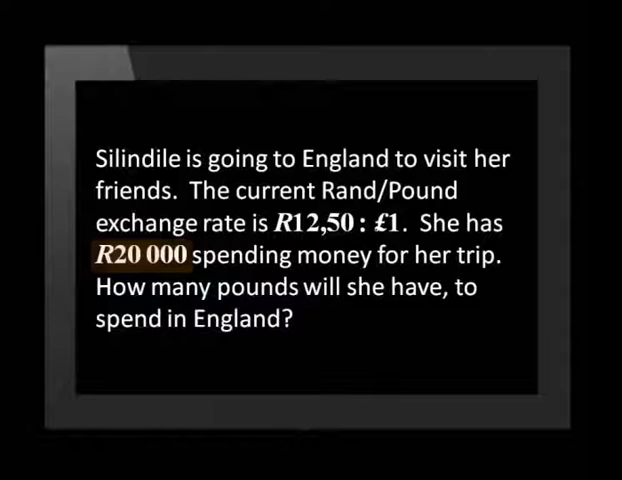 Silindile is going to England to visit her
friends. The current Rand/Pound
exchange rate is R12,50 : £1. She has
R20 000 spending money for her trip.
How many pounds will she have, to
spend in England?